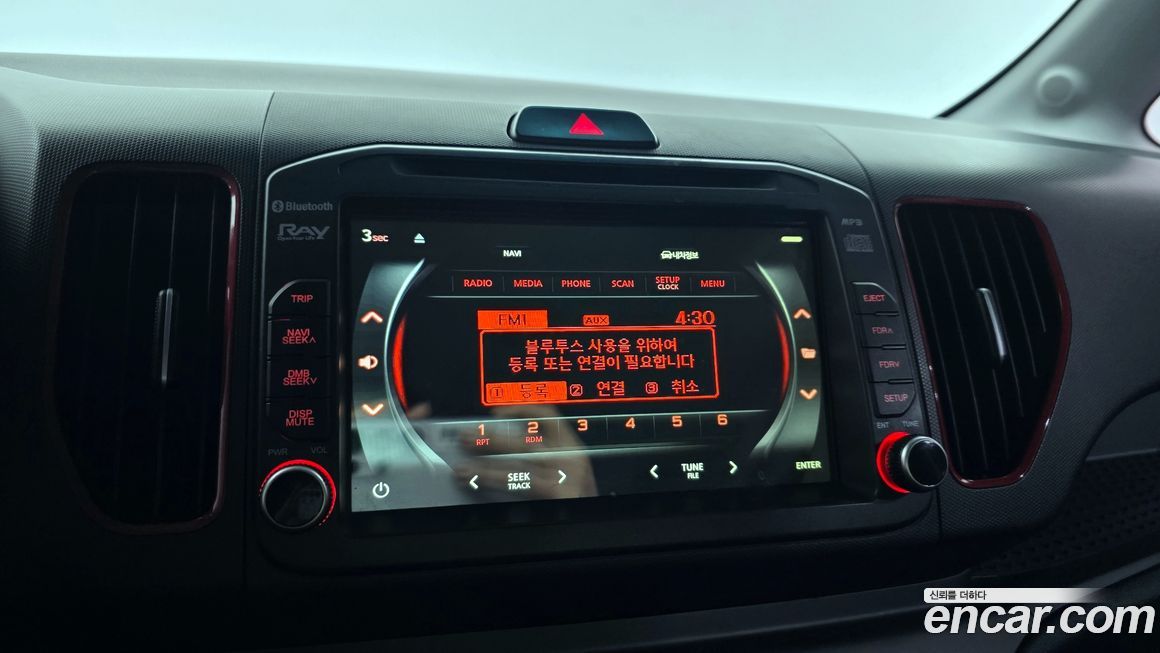 Bluetooth
RAY
Open Your Life
MP3
3sec
NAVI
내차정보
RADIO MEDIA PHONE SCAN SETUP CLOCK MENU
FM1 AUX 4:30
블루투스 사용을 위하여
등록 또는 연결이 필요합니다
1 등록 2 연결 3 취소
1 RPT 2 RDM 3 4 5 6
< SEEK TRACK >
< TUNE FILE >
ENTER
TRIP
NAVI SEEK∧
DMB SEEK∨
DISP MUTE
PWR VOL
EJECT
FDR∧
FDR∨
SETUP
ENT TUNE
신뢰를 더하다
encar.com